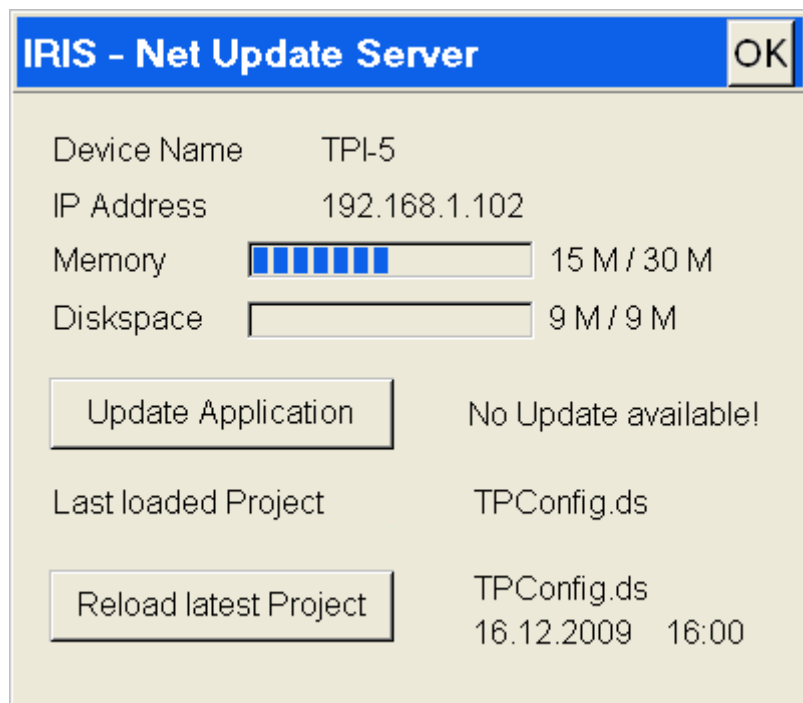 IRIS - Net Update Server OK
Device Name TPI-5
IP Address 192.168.1.102
Memory 15 M / 30 M
Diskspace 9 M / 9 M
Update Application No Update available!
Last loaded Project TPConfig.ds
Reload latest Project TPConfig.ds
16.12.2009 16:00